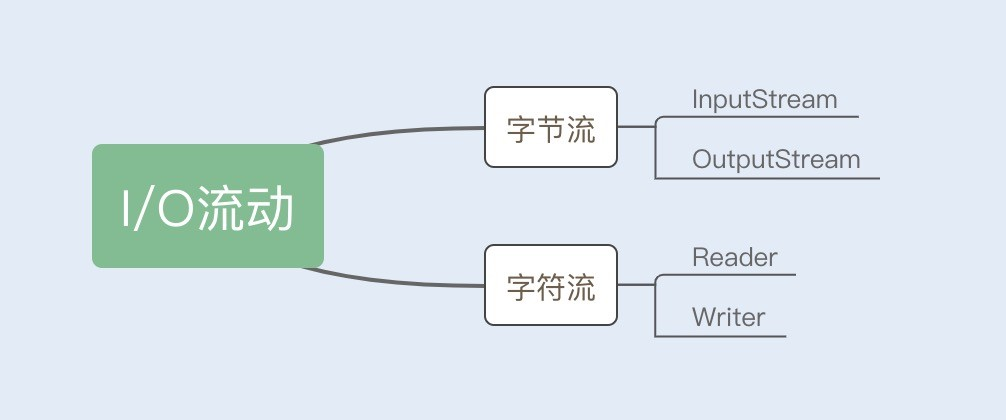 I/O流动
字节流
InputStream
OutputStream
字符流
Reader
Writer